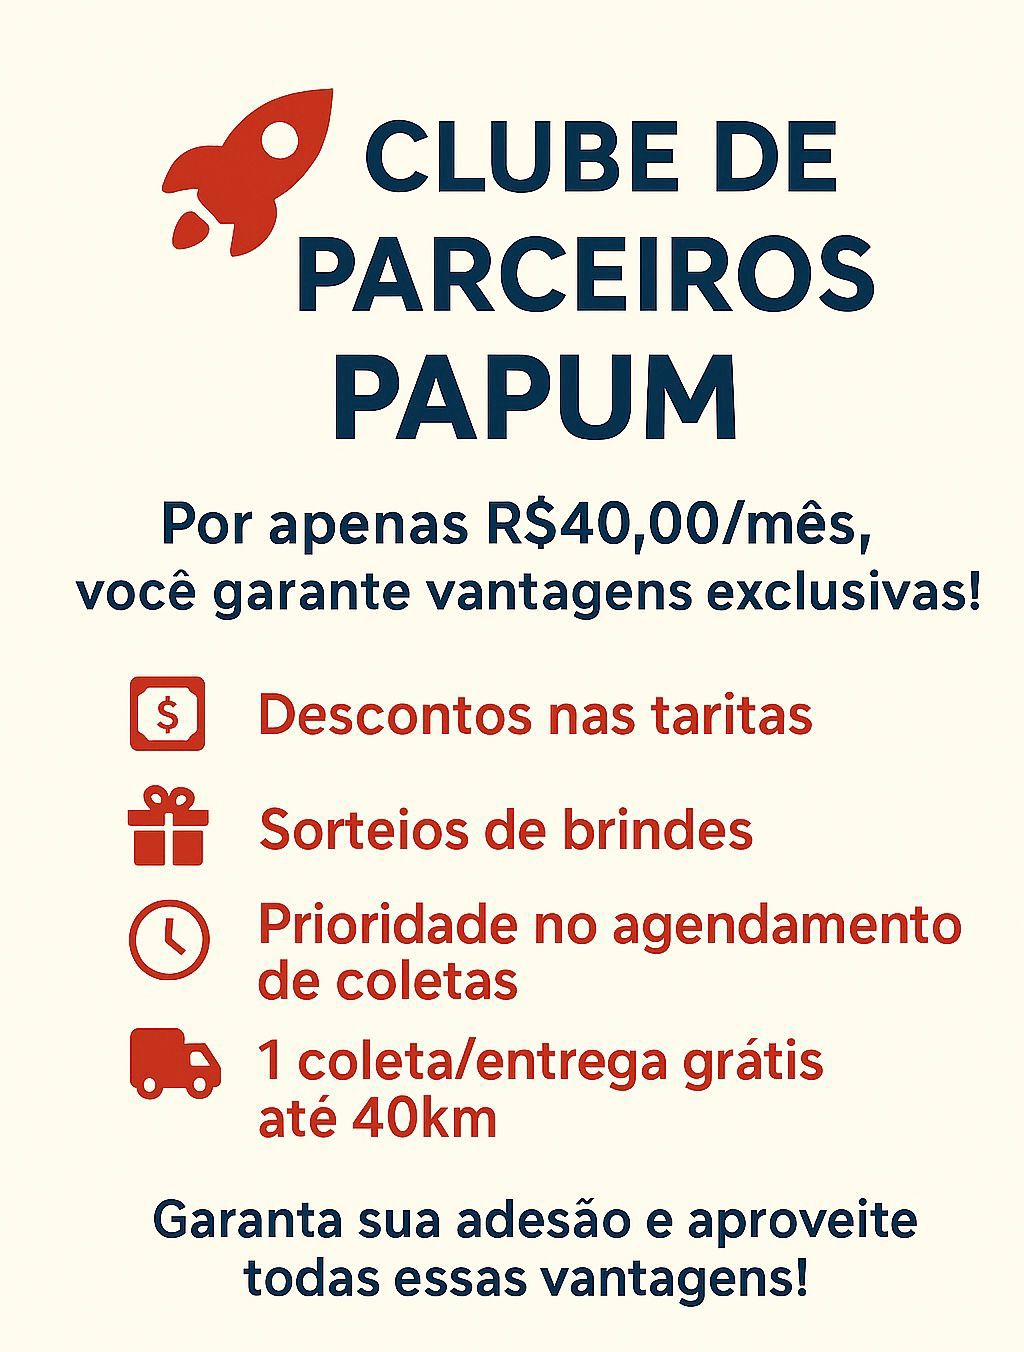 CLUBE DE
PARCEIROS
PAPUM
Por apenas R$40,00/mês,
você garante vantagens exclusivas!
$
Descontos nas taritas
Sorteios de brindes
Prioridade no agendamento
de coletas
1 coleta/entrega grátis
até 40km
Garanta sua adesão e aproveite
todas essas vantagens!